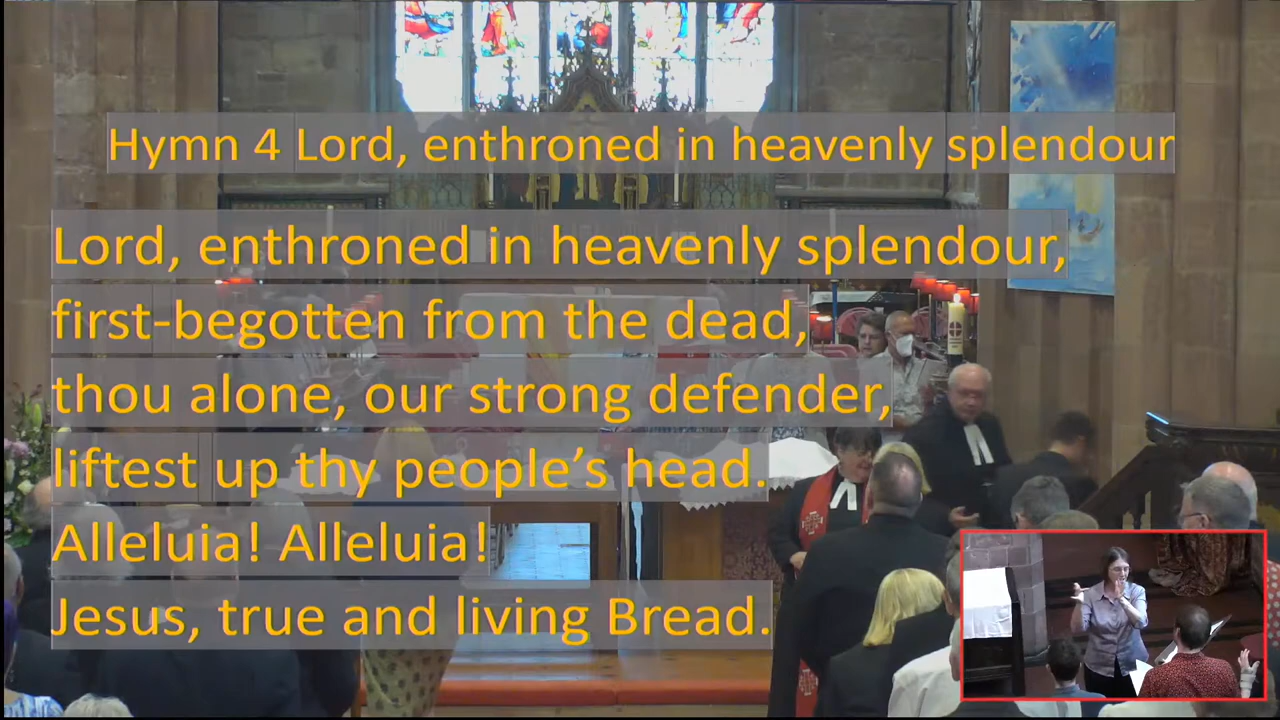 Hymn 4 Lord, enthroned in heavenly splendour
Lord, enthroned in heavenly splendour,
first-begotten from the dead,
thou alone, our strong defender,
liftest up thy people’s head.
Alleluia! Alleluia!
Jesus, true and living Bread.